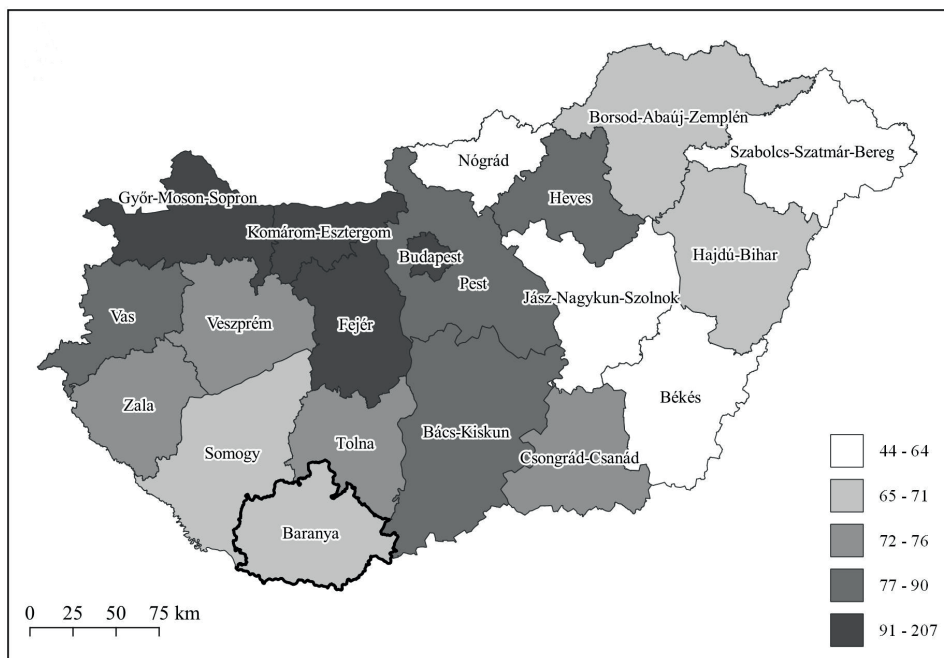 Borsod-Abaúj-Zemplén
Szabolcs-Szatmár-Bereg
Nógrád
Győr-Moson-Sopron
Heves
Komárom-Esztergom
Budapest
Hajdú-Bihar
Pest
Jász-Nagykun-Szolnok
Vas
Veszprém
Fejér
Zala
Békés
Bács-Kiskun
Tolna
Somogy
Csongrád-Csanád
Baranya
44 - 64
65 - 71
72 - 76
77 - 90
91 - 207
0 25 50 75 km